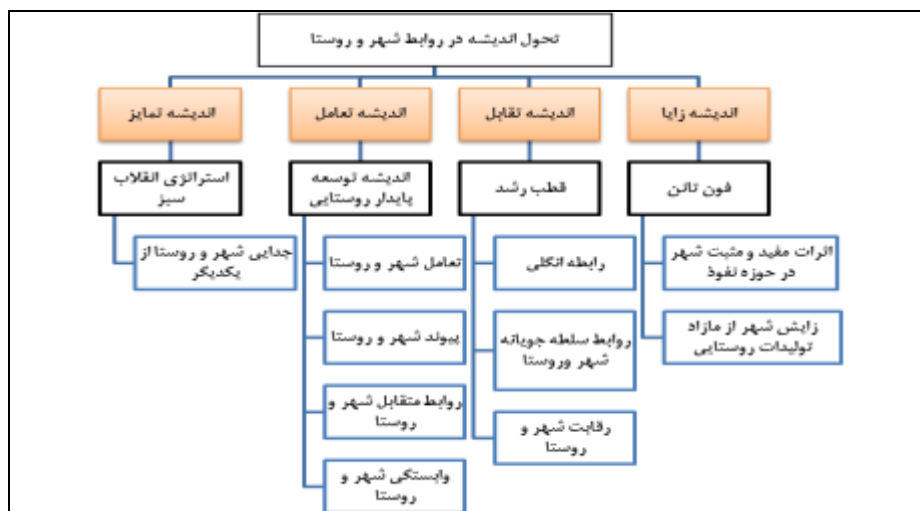 تحول اندیشه در روابط شهر و روستا
اندیشه زایا
اندیشه تقابل
اندیشه تعامل
اندیشه تمایز
فون تانن
قطب رشد
اندیشه توسعه
پایدار روستایی
استراتژی انقلاب
سبز
اثرات مفید و مثبت شهر
در حوزه نفوذ
زایش شهر از مازاد
تولیدات روستایی
رابطه انگلی
روابط سلطه جویانه
شهر وروستا
رقابت شهر و
روستا
تعامل شهر و روستا
پیوند شهر و روستا
روابط متقابل شهر و
روستا
وابستگی شهر و
روستا
جدایی شهر و روستا از
یکدیگر